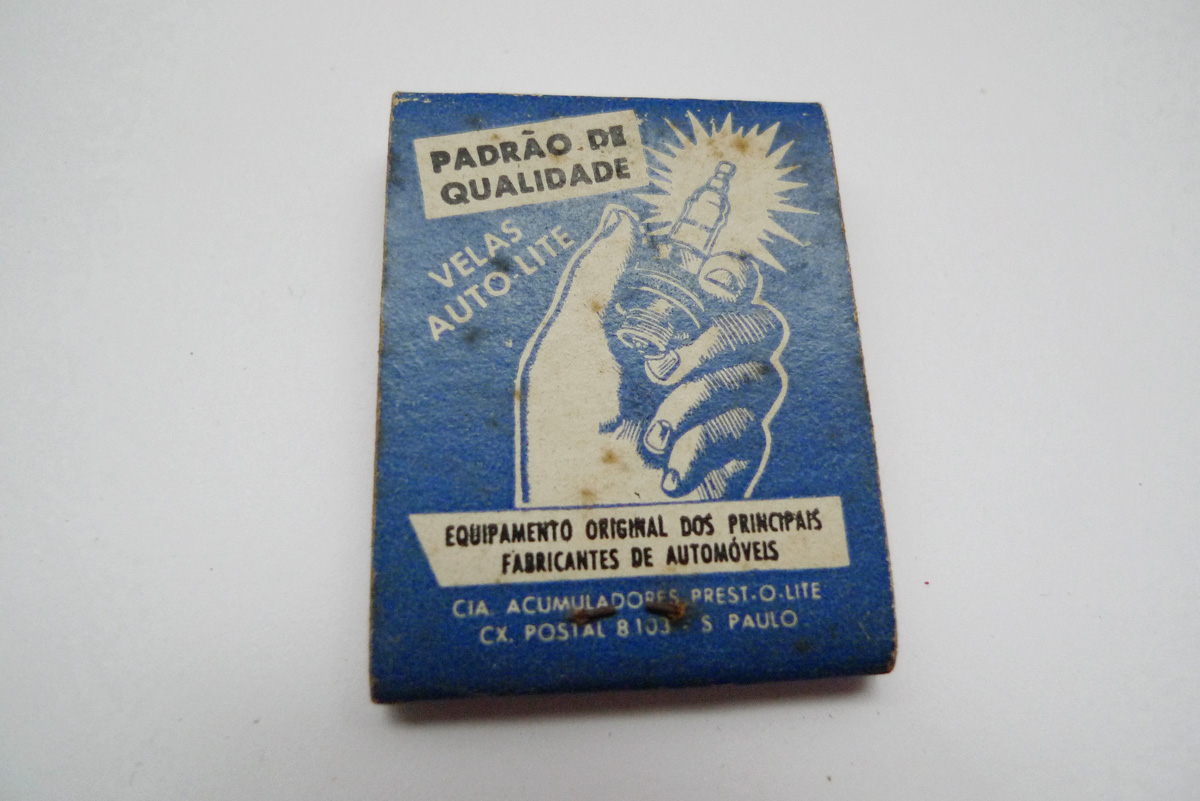 PADRÃO DE
QUALIDADE
VELAS
AUTO-LITE
EQUIPAMENTO ORIGINAL DOS PRINCIPAIS
FABRICANTES DE AUTOMÓVEIS
CIA. ACUMULADORES PREST-O-LITE
CX. POSTAL 8103 - S PAULO